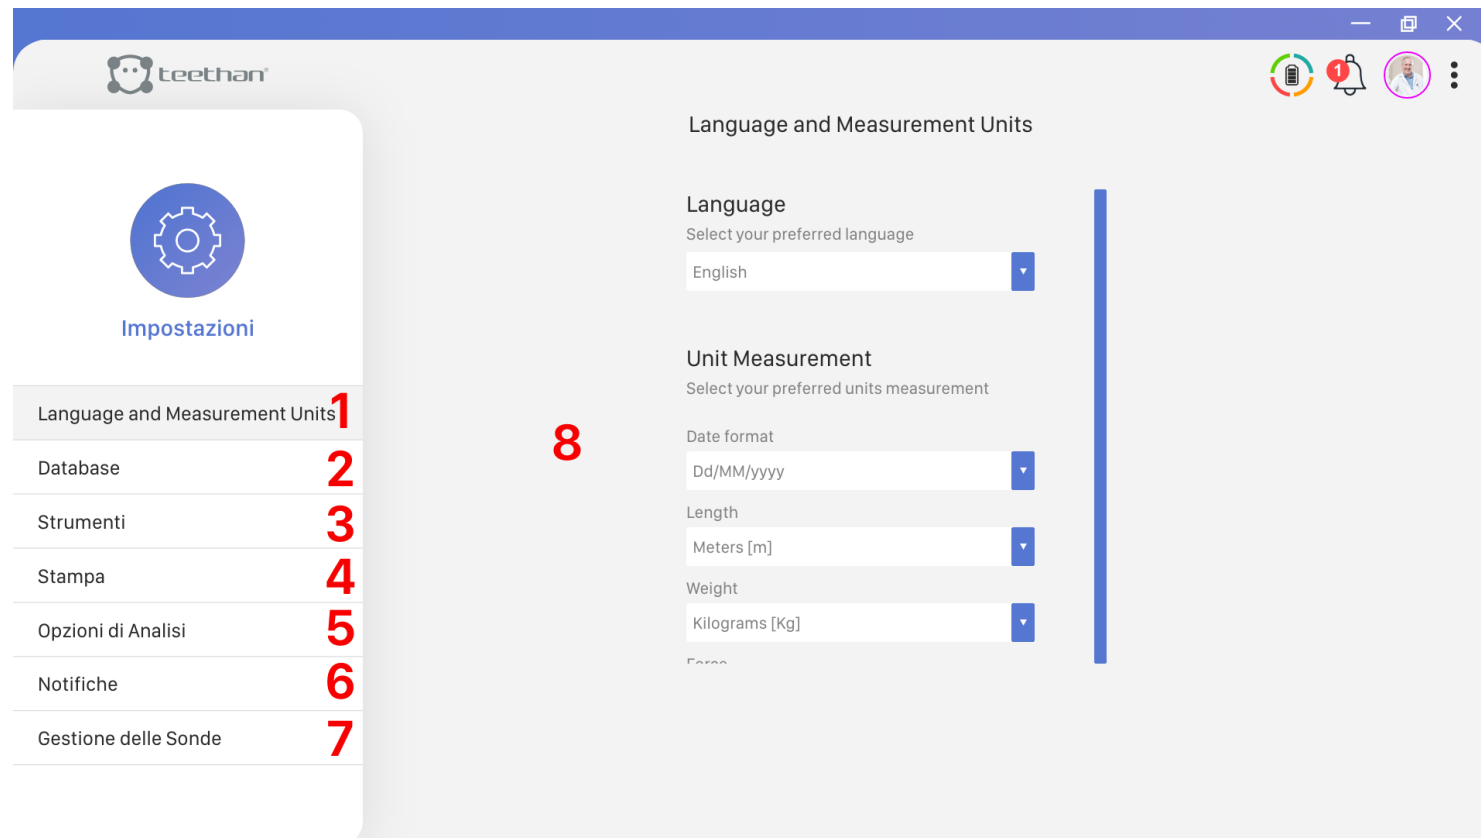 teethan®
1
Language and Measurement Units
Impostazioni
Language and Measurement Units 1
Database 2
Strumenti 3
Stampa 4
Opzioni di Analisi 5
Notifiche 6
Gestione delle Sonde 7
8
Language
Select your preferred language
English
Unit Measurement
Select your preferred units measurement
Date format
Dd/MM/yyyy
Length
Meters [m]
Weight
Kilograms [Kg]